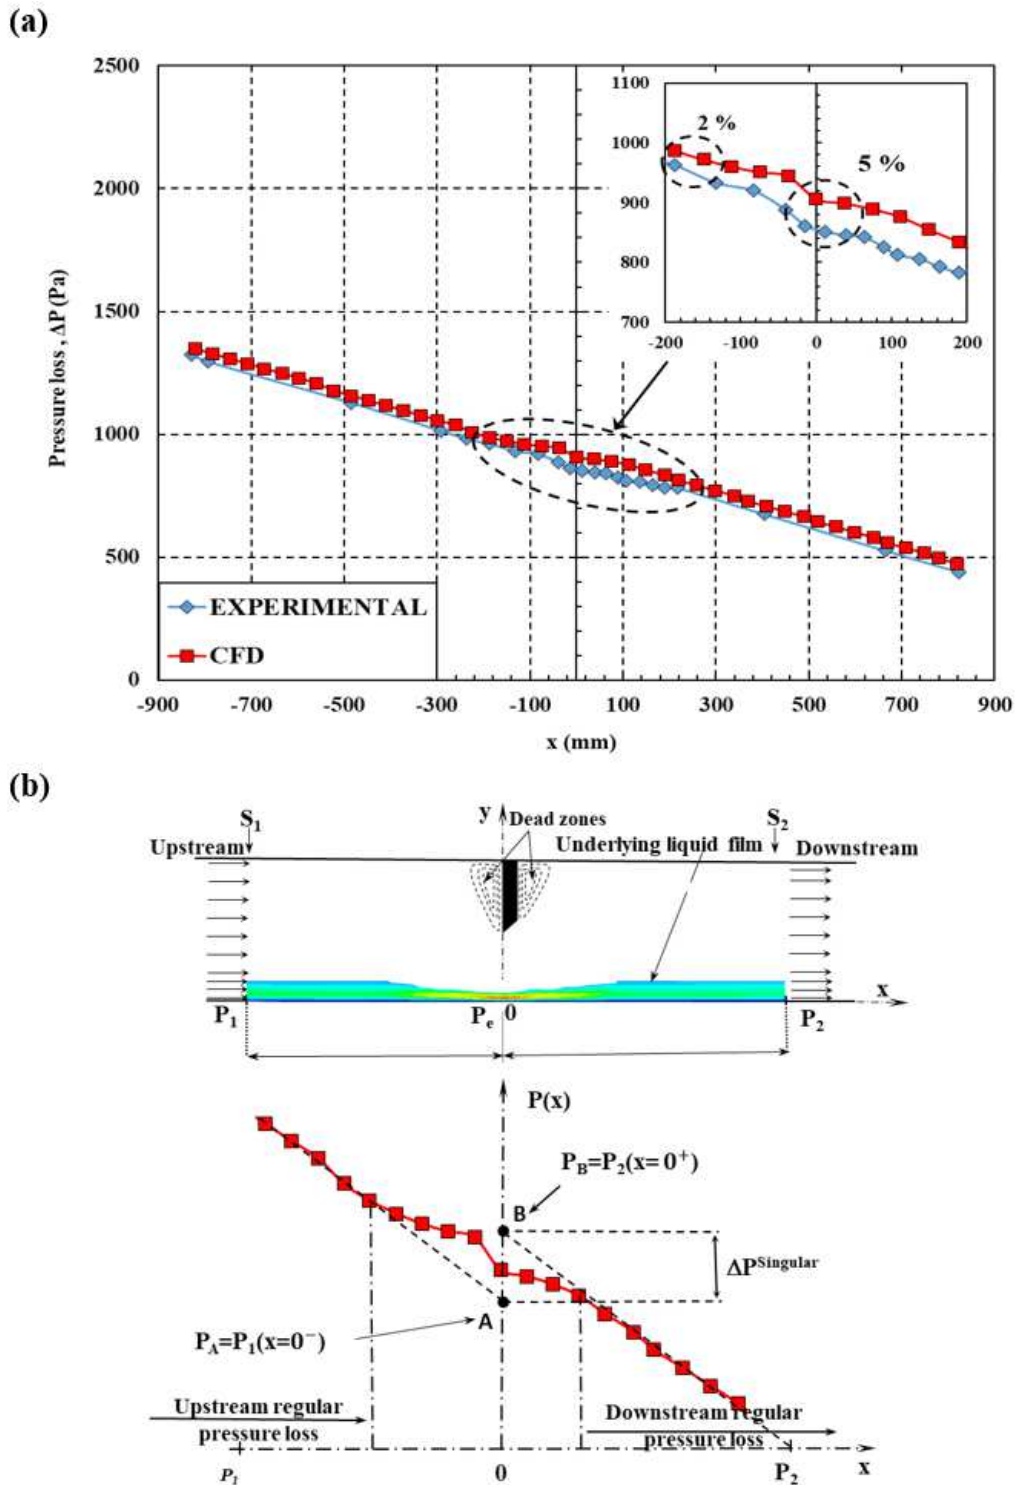 (a)
2500
2000
1500
1000
500
0
Pressure loss , ΔP (Pa)
-900 -700 -500 -300 -100 100 300 500 700 900
x (mm)
EXPERIMENTAL
CFD
1100
1000
900
800
700
-200 -100 0 100 200
2 %
5 %
(b)
S1
y
Dead zones
S2
Upstream
Underlying liquid film
Downstream
x
P1
Pe
0
P2
P(x)
PB=P2(x=0+)
B
ΔPSingular
A
PA=P1(x=0−)
Upstream regular
pressure loss
Downstream regular
pressure loss
P1
0
P2
x